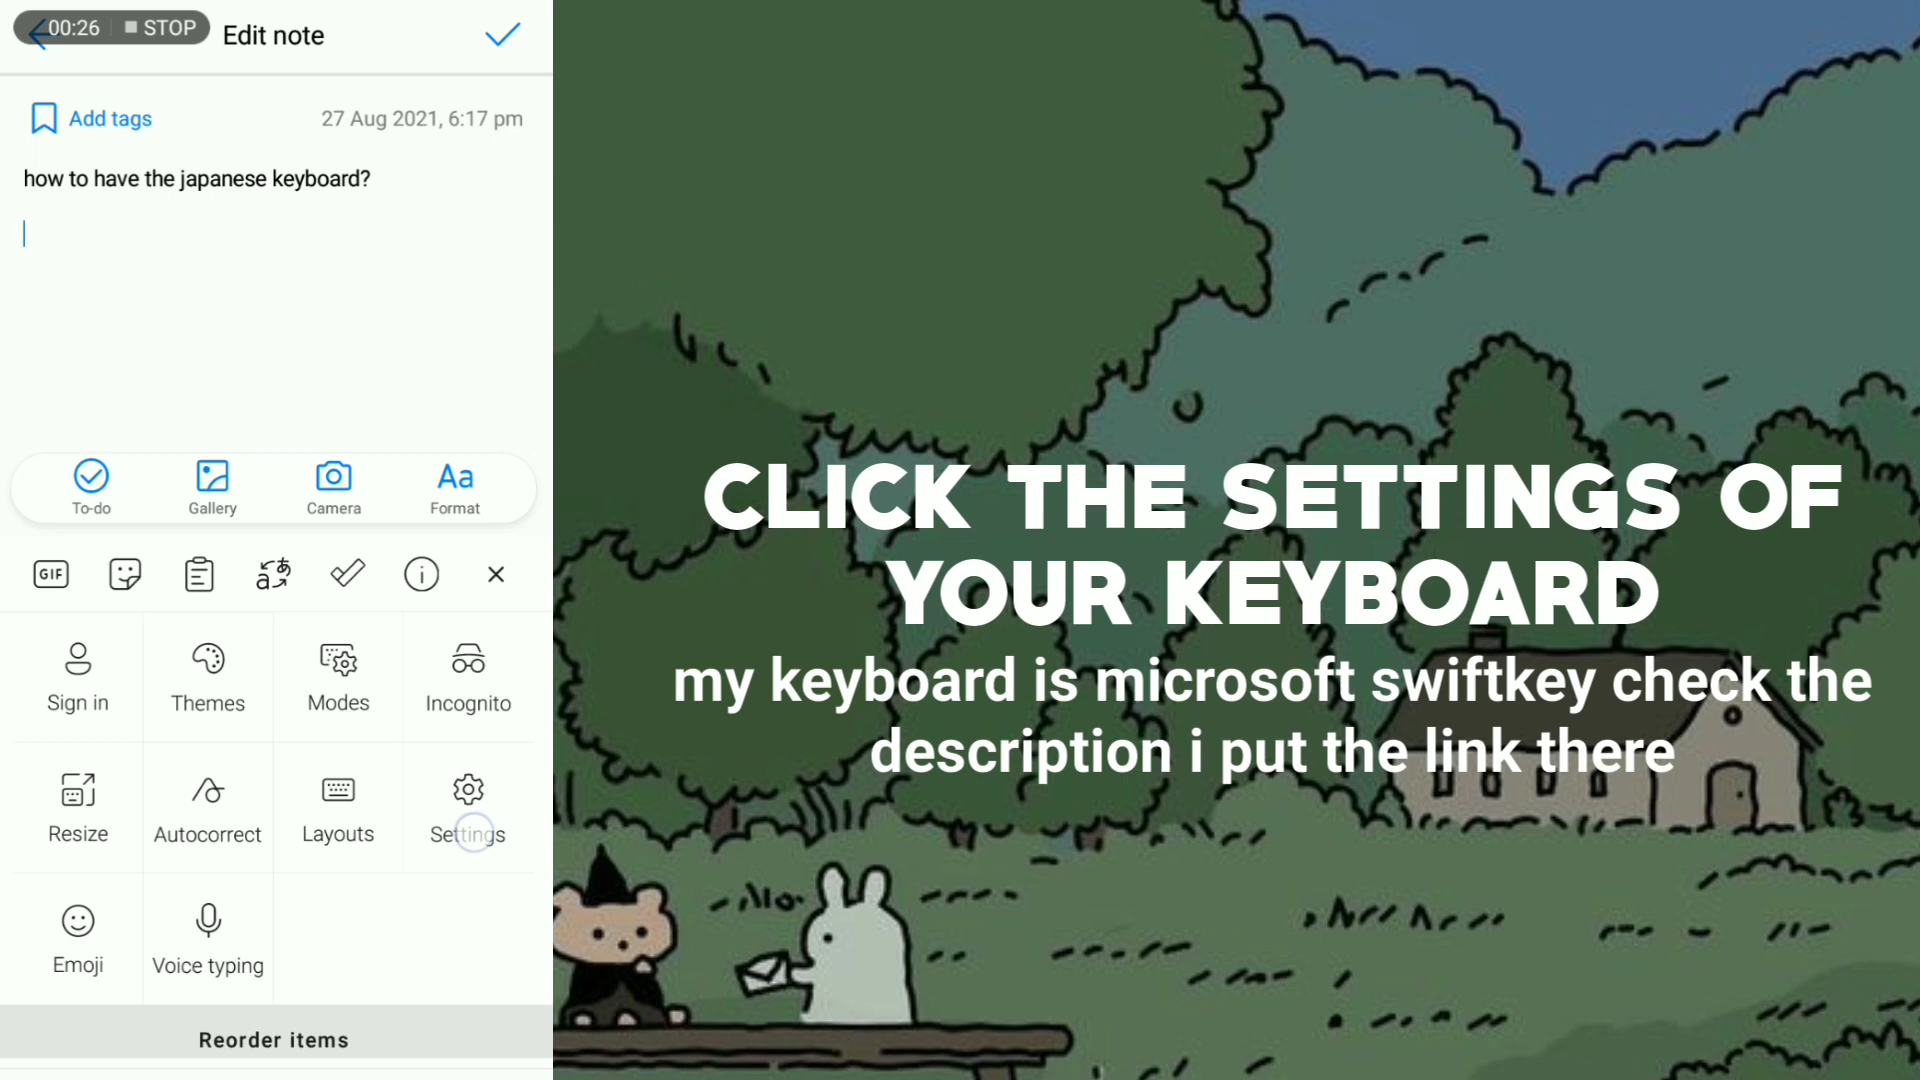 00:26 STOP Edit note
Add tags 27 Aug 2021, 6:17 pm
how to have the japanese keyboard?
To-do Gallery Camera Format
GIF aあ
Sign in Themes Modes Incognito
Resize Autocorrect Layouts Settings
Emoji Voice typing
Reorder items
CLICK THE SETTINGS OF
YOUR KEYBOARD
my keyboard is microsoft swiftkey check the
description i put the link there